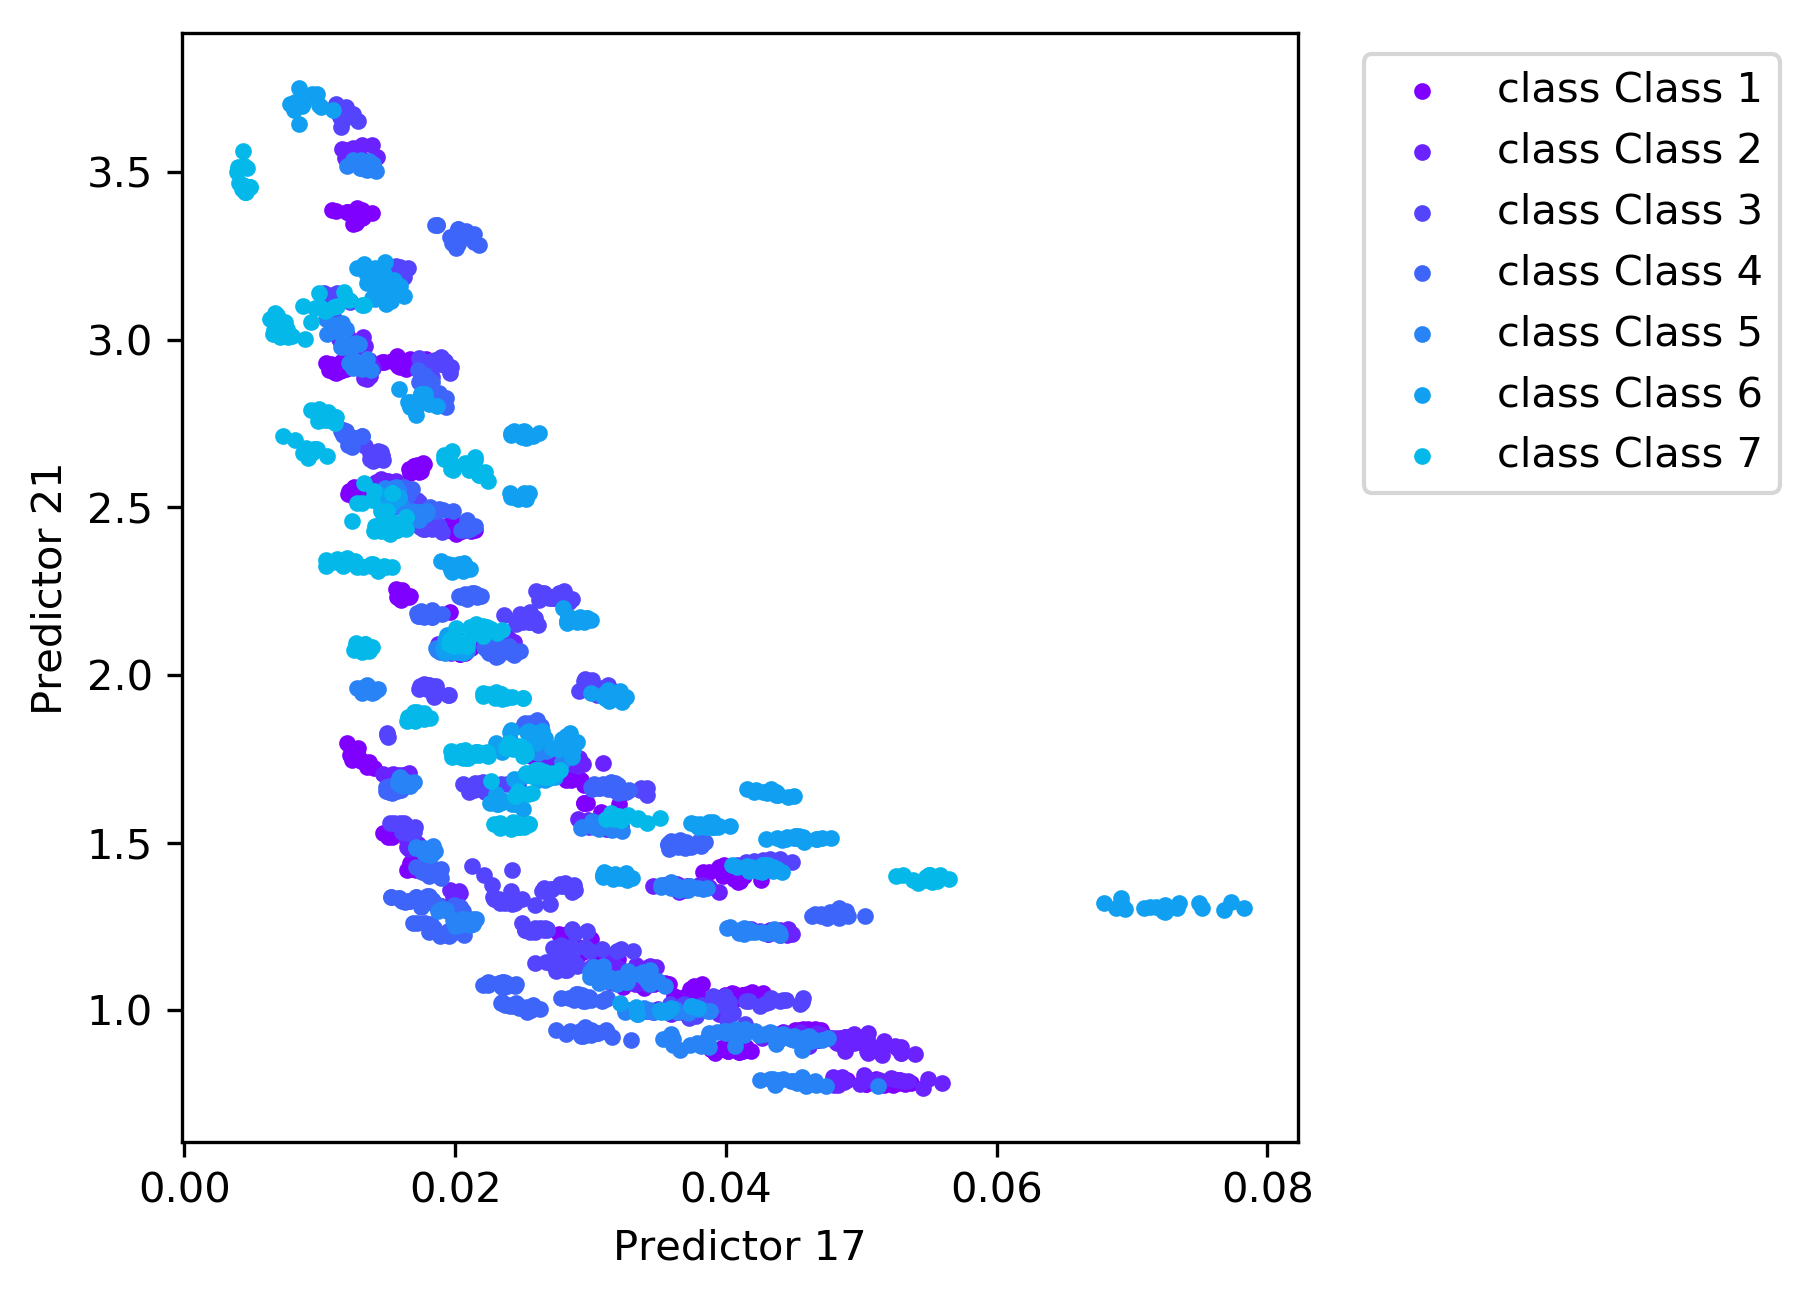 class Class 1
class Class 2
class Class 3
class Class 4
class Class 5
class Class 6
class Class 7
Predictor 21
3.5
3.0
2.5
2.0
1.5
1.0
0.00 0.02 0.04 0.06 0.08
Predictor 17